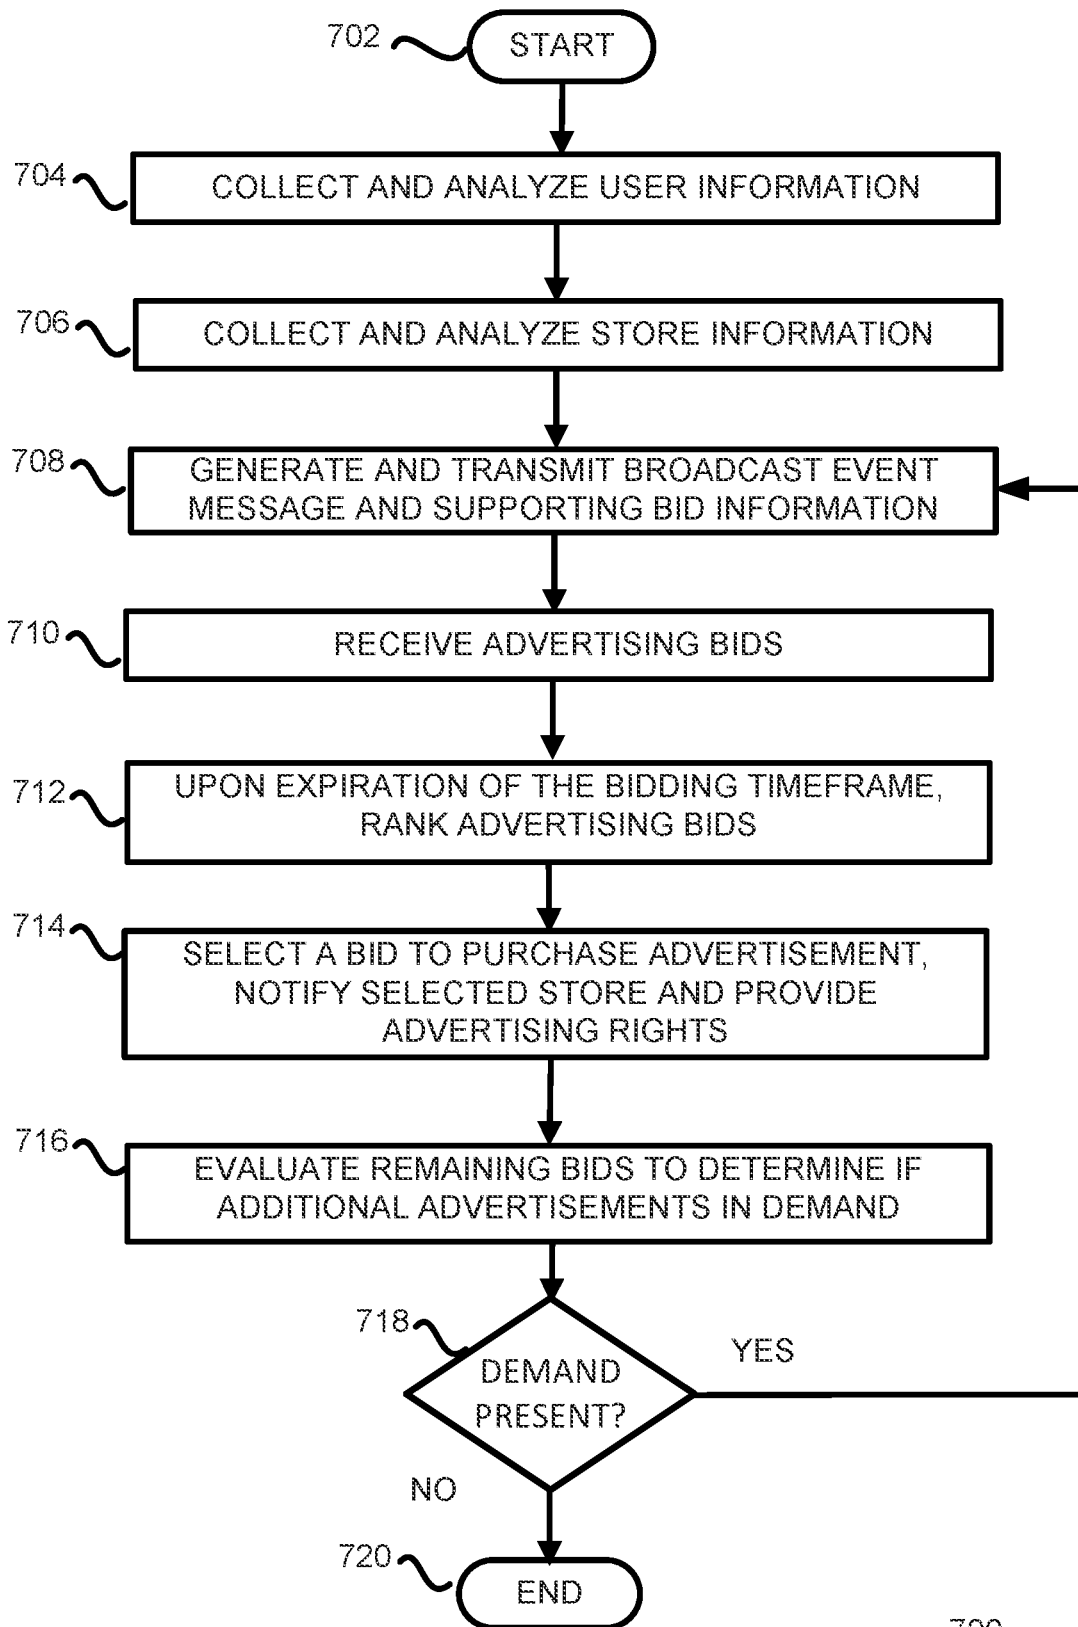 702
START
704
COLLECT AND ANALYZE USER INFORMATION
706
COLLECT AND ANALYZE STORE INFORMATION
708
GENERATE AND TRANSMIT BROADCAST EVENT
MESSAGE AND SUPPORTING BID INFORMATION
710
RECEIVE ADVERTISING BIDS
712
UPON EXPIRATION OF THE BIDDING TIMEFRAME,
RANK ADVERTISING BIDS
714
SELECT A BID TO PURCHASE ADVERTISEMENT,
NOTIFY SELECTED STORE AND PROVIDE
ADVERTISING RIGHTS
716
EVALUATE REMAINING BIDS TO DETERMINE IF
ADDITIONAL ADVERTISEMENTS IN DEMAND
718
YES
DEMAND
PRESENT?
NO
720
END